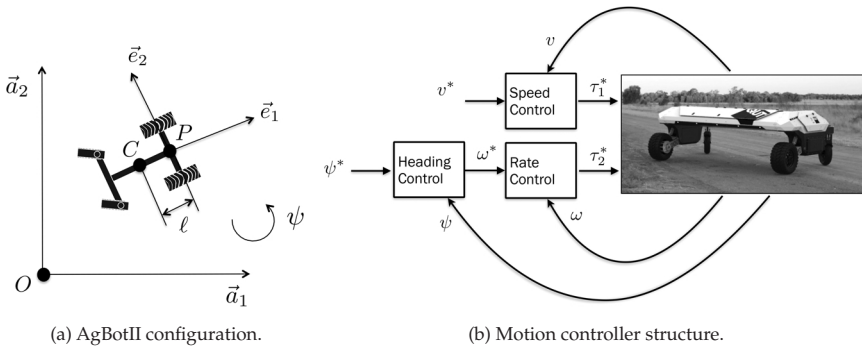 a⃗₂
e⃗₂
P
e⃗₁
C
ℓ
ψ
O
a⃗₁
(a) AgBotII configuration.
v
v*
Speed
Control
τ₁*
ψ*
Heading
Control
ω*
Rate
Control
τ₂*
ψ
ω
(b) Motion controller structure.